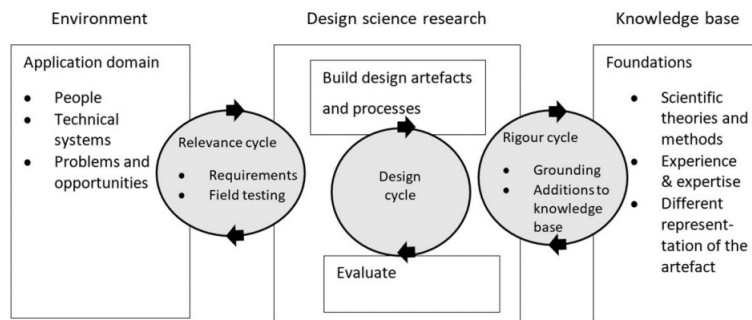 Environment
Design science research
Knowledge base
Application domain
● People
● Technical
systems
● Problems and
opportunities
Relevance cycle
● Requirements
● Field testing
Build design artefacts
and processes
Design
cycle
Evaluate
Rigour cycle
● Grounding
● Additions to
knowledge
base
Foundations
● Scientific
theories and
methods
● Experience
& expertise
● Different
represent-
tation of the
artefact